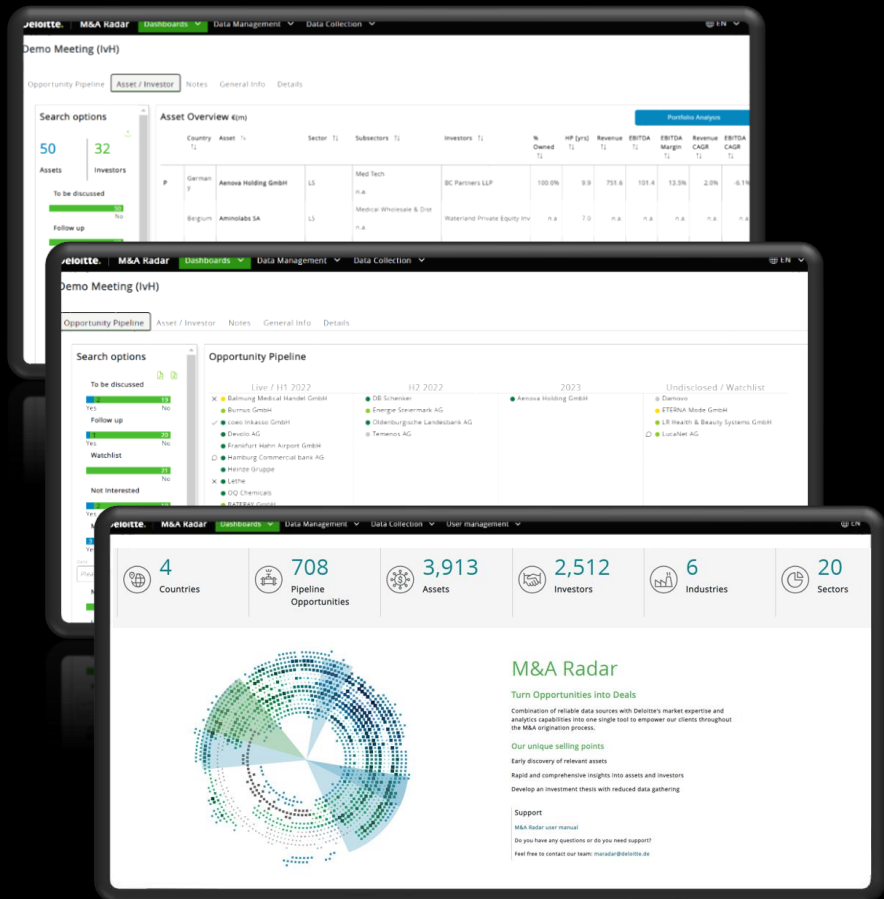 Deloitte. M&A Radar Dashboards Data Management Data Collection EN
Demo Meeting (IvH)
Opportunity Pipeline Asset / Investor Notes General Info Details
Search options
50 32
Assets Investors
To be discussed
50
No
Follow up
Asset Overview €(m)
Portfolio Analysis
Country Asset Sector Subsectors Investors % Owned HP [yrs] Revenue EBITDA EBITDA Margin Revenue CAGR EBITDA CAGR
P Germany Aenova Holding GmbH LS Med Tech n.a. BC Partners LLP 100.0% 9.9 751.6 101.4 13.5% 2.0% -6.1%
Belgium Aminolabs SA LS Medical Wholesale & Dist n.a. Waterland Private Equity Inv n.a 7.0 n.a n.a n.a n.a n.a
Deloitte. M&A Radar Dashboards Data Management Data Collection EN
Demo Meeting (IvH)
Opportunity Pipeline Asset / Investor Notes General Info Details
Search options
To be discussed
2 19
Yes No
Follow up
1 20
Yes No
Watchlist
21
No
Not Interested
2
Yes
Opportunity Pipeline
Live / H1 2022 H2 2022 2023 Undisclosed / Watchlist
Balmung Medical Handel GmbH DB Schenker Aenova Holding GmbH Damovo
Burnus GmbH Energie Steiermark AG ETERNA Mode GmbH
coeo Inkasso GmbH Oldenburgische Landesbank AG LR Health & Beauty Systems GmbH
Devolo AG Temenos AG LucaNet AG
Frankfurt Hahn Airport GmbH
Hamburg Commercial bank AG
Heinze Gruppe
Lethe
OQ Chemicals
Deloitte. M&A Radar Dashboards Data Management Data Collection User management EN
4 708 3,913 2,512 6 20
Countries Pipeline Opportunities Assets Investors Industries Sectors
M&A Radar
Turn Opportunities into Deals
Combination of reliable data sources with Deloitte's market expertise and
analytics capabilities into one single tool to empower our clients throughout
the M&A origination process.
Our unique selling points
Early discovery of relevant assets
Rapid and comprehensive insights into assets and investors
Develop an investment thesis with reduced data gathering
Support
M&A Radar user manual
Do you have any questions or do you need support?
Feel free to contact our team: maradar@deloitte.de